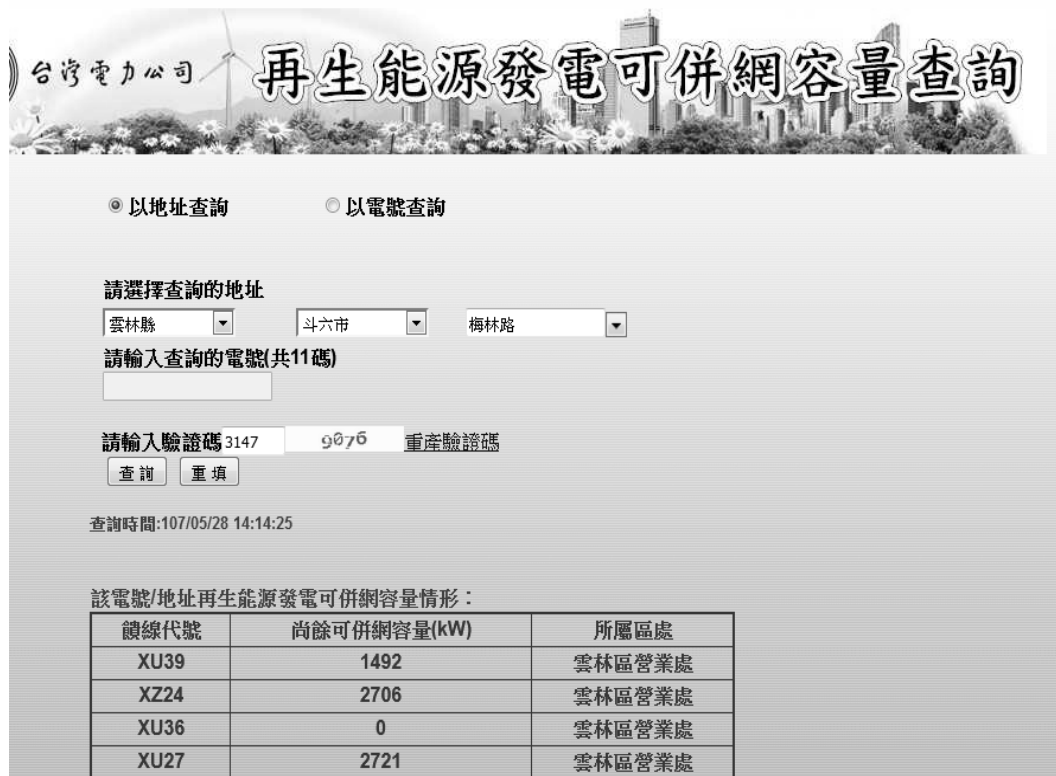 台灣電力公司 再生能源發電可併網容量查詢
以地址查詢 以電號查詢
請選擇查詢的地址
雲林縣 斗六市 梅林路
請輸入查詢的電號(共11碼)
請輸入驗證碼 3147 9076 重產驗證碼
查詢 重填
查詢時間:107/05/28 14:14:25
該電號/地址再生能源發電可併網容量情形：
饋線代號 尚餘可併網容量(kW) 所屬區處
XU39 1492 雲林區營業處
XZ24 2706 雲林區營業處
XU36 0 雲林區營業處
XU27 2721 雲林區營業處